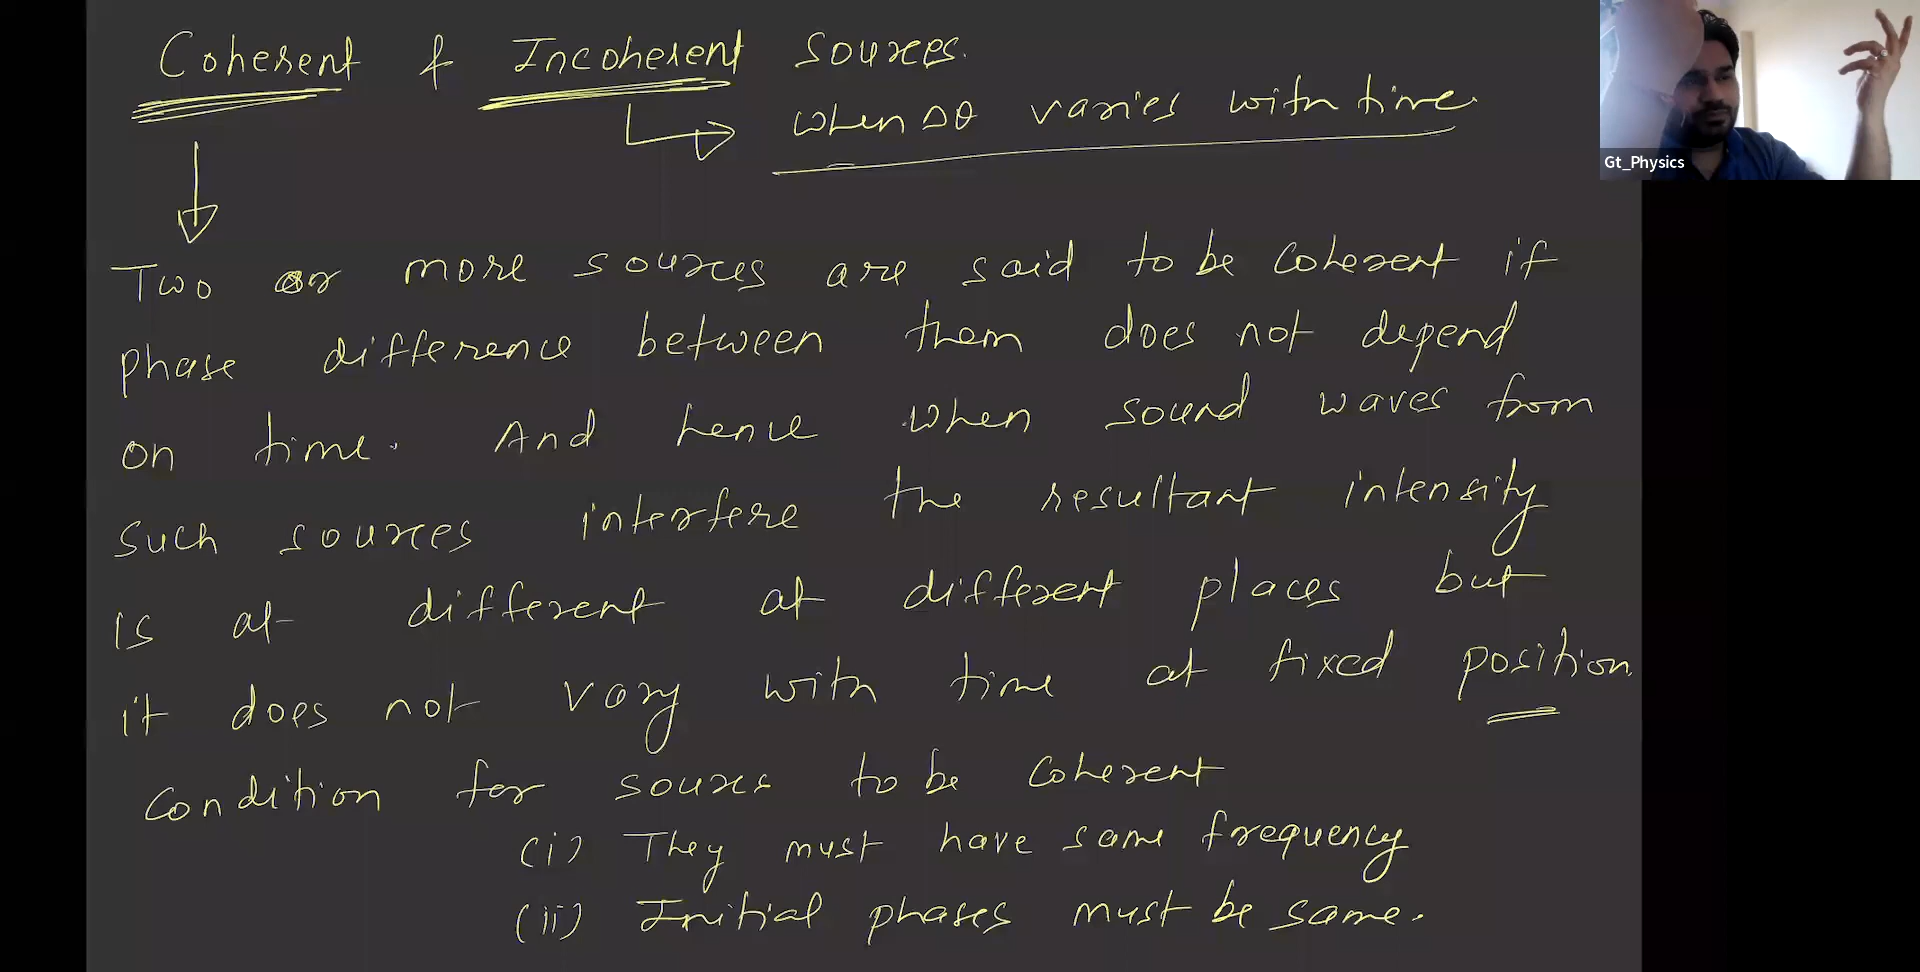 Coherent & Incoherent sources.
when Δθ varies with time.
Gt_Physics
Two or more sources are said to be coherent if
phase difference between them does not depend
on time. And hence when sound waves from
such sources interfere the resultant intensity
is at different at different places but
it does not vary with time at fixed position
Condition for sources to be coherent
(i) They must have same frequency
(ii) Initial phases must be same.